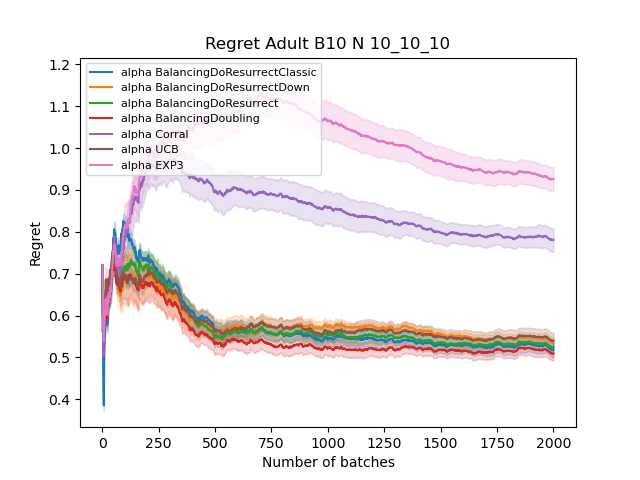 Regret Adult B10 N 10_10_10
1.2
1.1
1.0
0.9
0.8
0.7
0.6
0.5
0.4
Regret
alpha BalancingDoResurrectClassic
alpha BalancingDoResurrectDown
alpha BalancingDoResurrect
alpha BalancingDoubling
alpha Corral
alpha UCB
alpha EXP3
0 250 500 750 1000 1250 1500 1750 2000
Number of batches